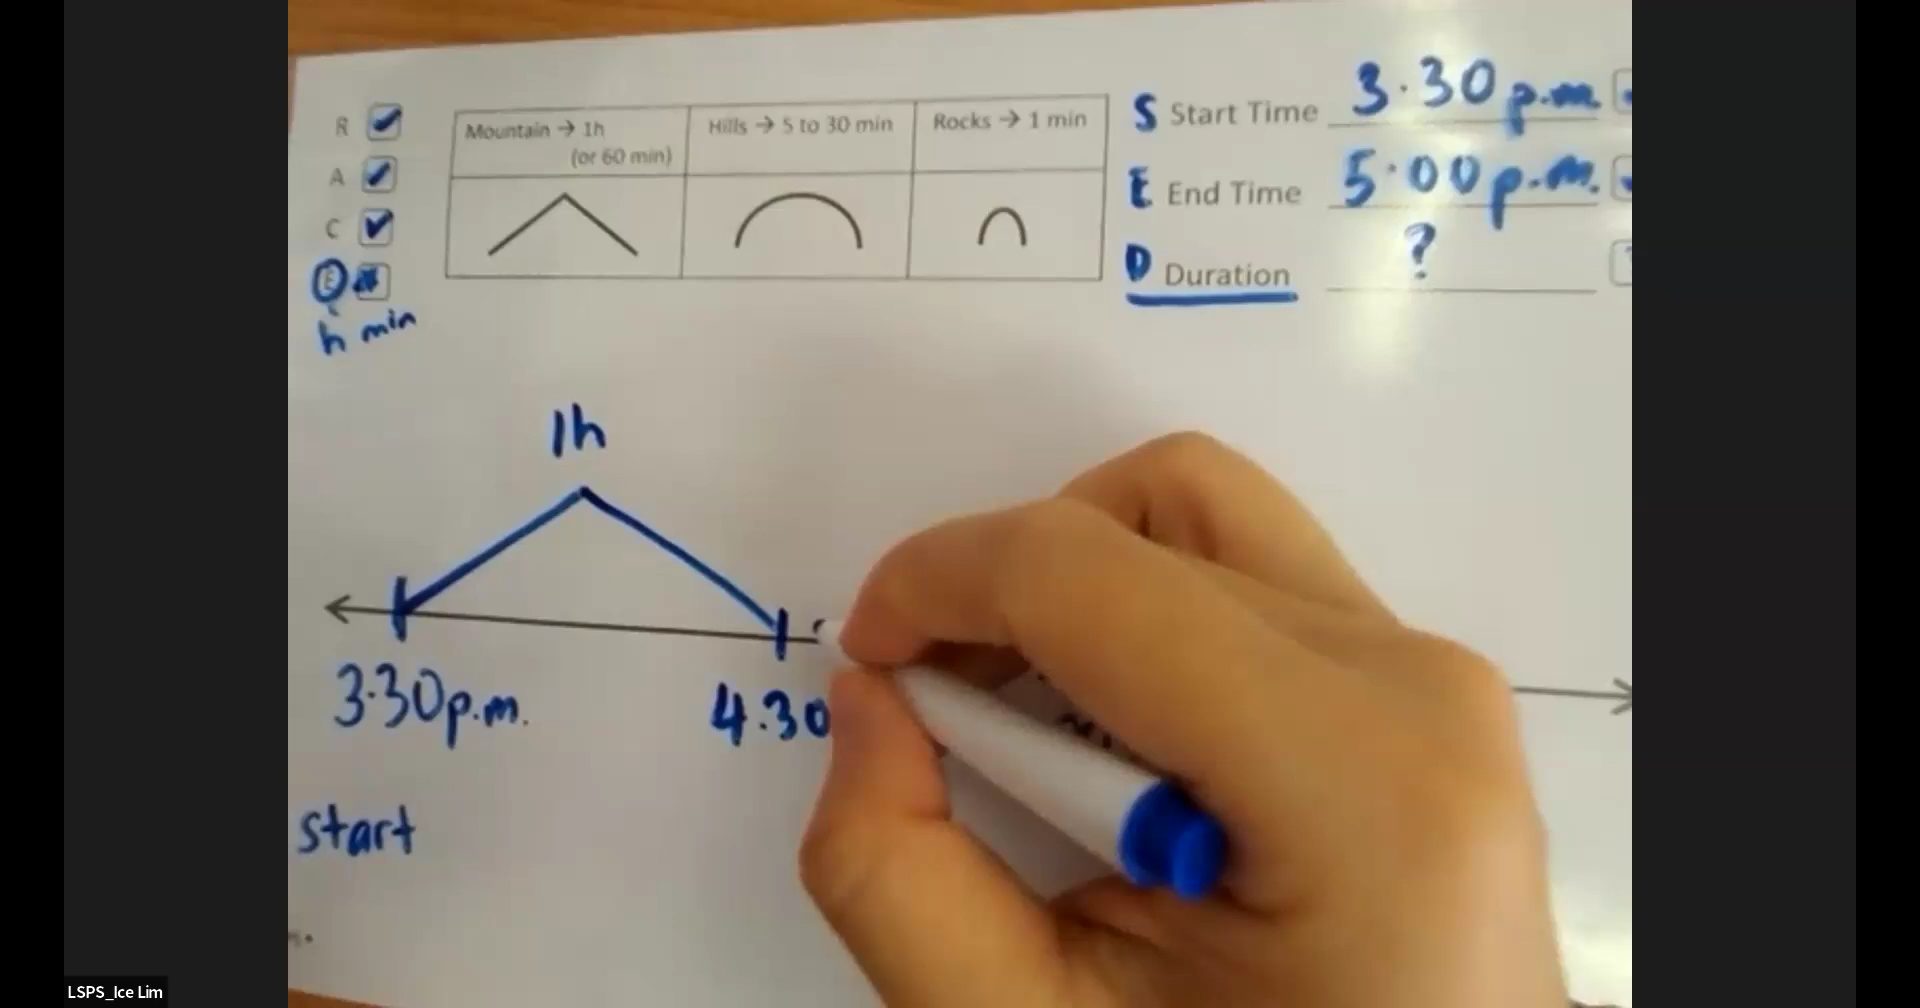 R
A
C
E
h min
Mountain → 1h
(or 60 min)
Hills → 5 to 30 min
Rocks → 1 min
S Start Time 3.30 p.m.
E End Time 5.00 p.m.
D Duration ?
1h
3.30 p.m.
4.30
start
LSPS_Ice Lim